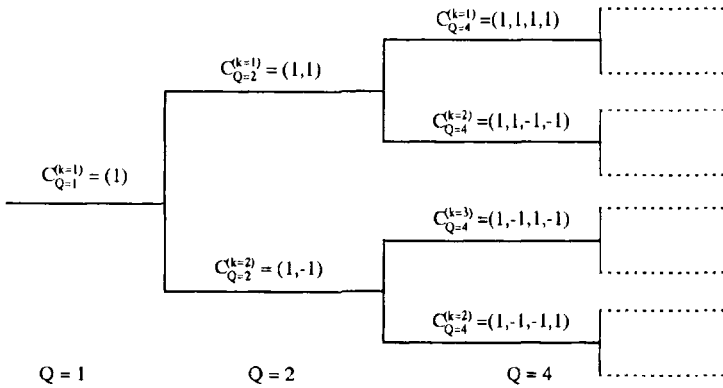 C_{Q=4}^{(k=1)}=(1,1,1,1)
C_{Q=2}^{(k=1)} = (1,1)
C_{Q=4}^{(k=2)}=(1,1,-1,-1)
C_{Q=1}^{(k=1)} = (1)
C_{Q=4}^{(k=3)}=(1,-1,1,-1)
C_{Q=2}^{(k=2)} = (1,-1)
C_{Q=4}^{(k=2)}=(1,-1,-1,1)
Q = 1 Q = 2 Q = 4